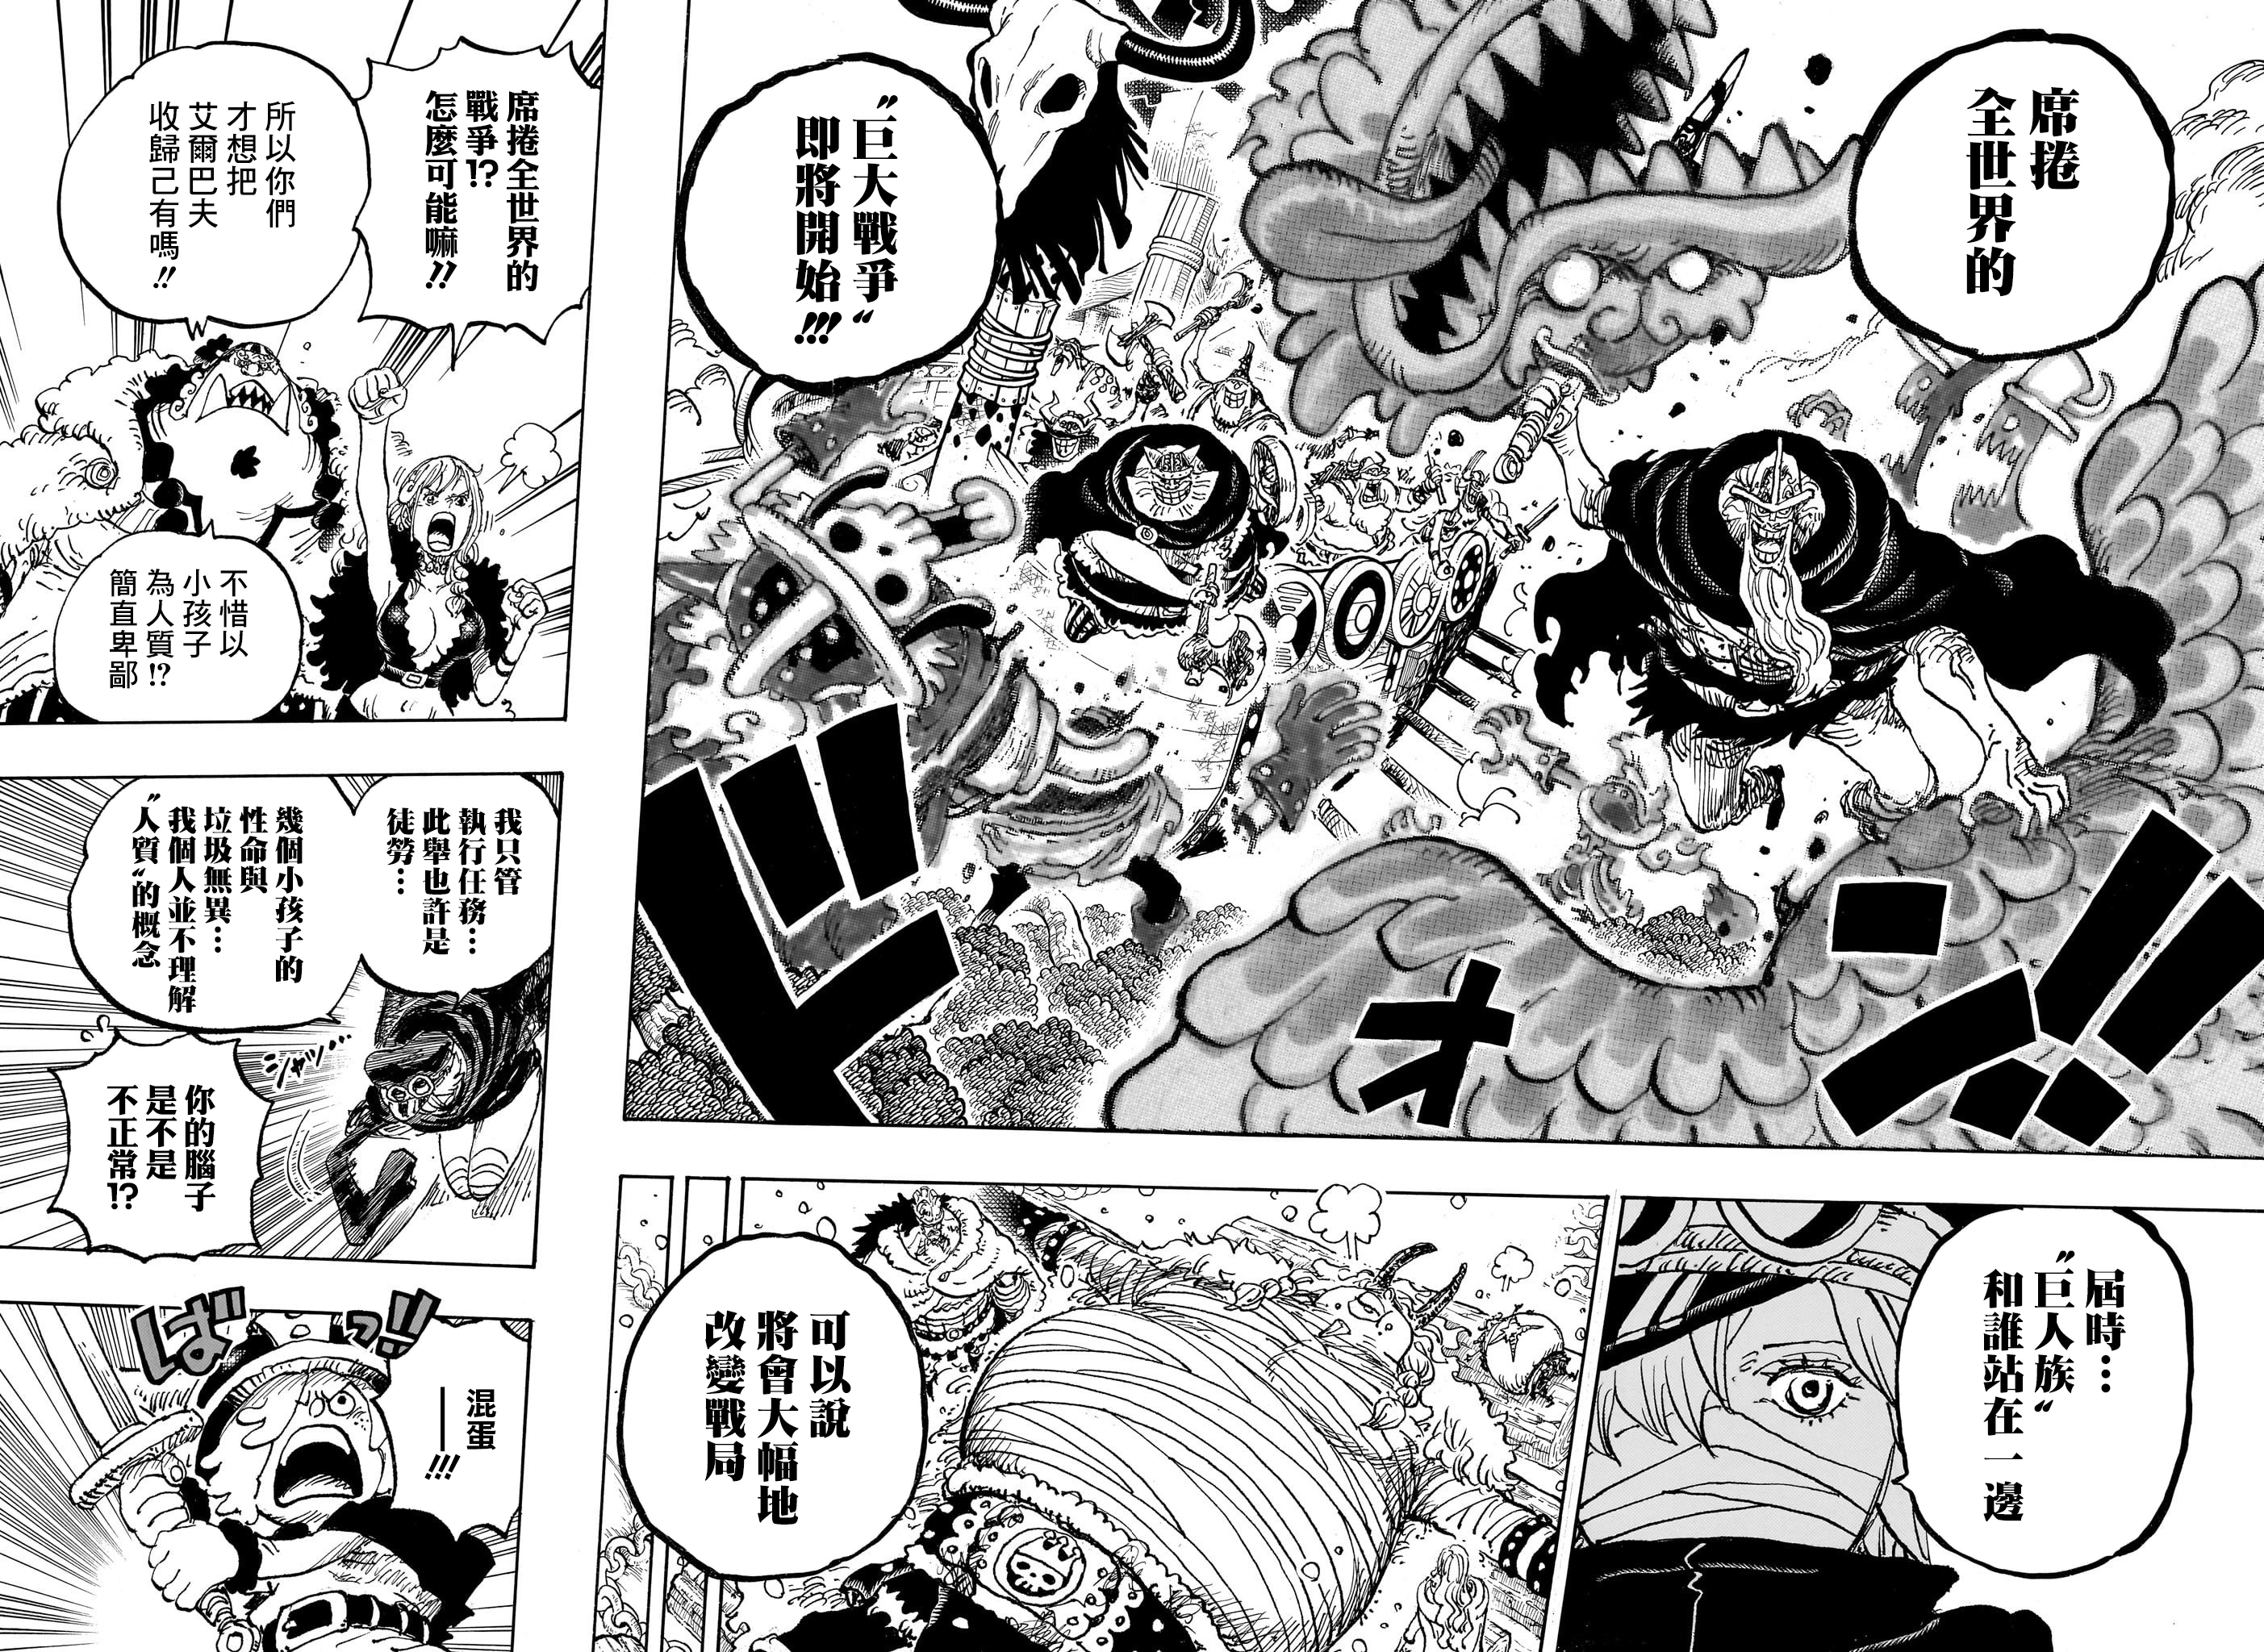 席捲
全世界的
〝巨大戰爭〟
即將開始!!!
ドオン!!
屆時…
〝巨人族〟
和誰站在一邊
可以說
將會大幅地
改變戰局
席捲全世界的
戰爭!?
怎麼可能嘛!!
所以你們
才想把
艾爾巴夫
收歸己有嗎!!
不惜以
小孩子
為人質!?
簡直卑鄙
我只管
執行任務…
此舉也許是
徒勞…
幾個小孩子的
性命與
垃圾無異…
我個人並不理解
〝人質〟的概念
シャッ…
你的腦子
是不是
不正常!?
ばっ!!
混蛋
——!!!